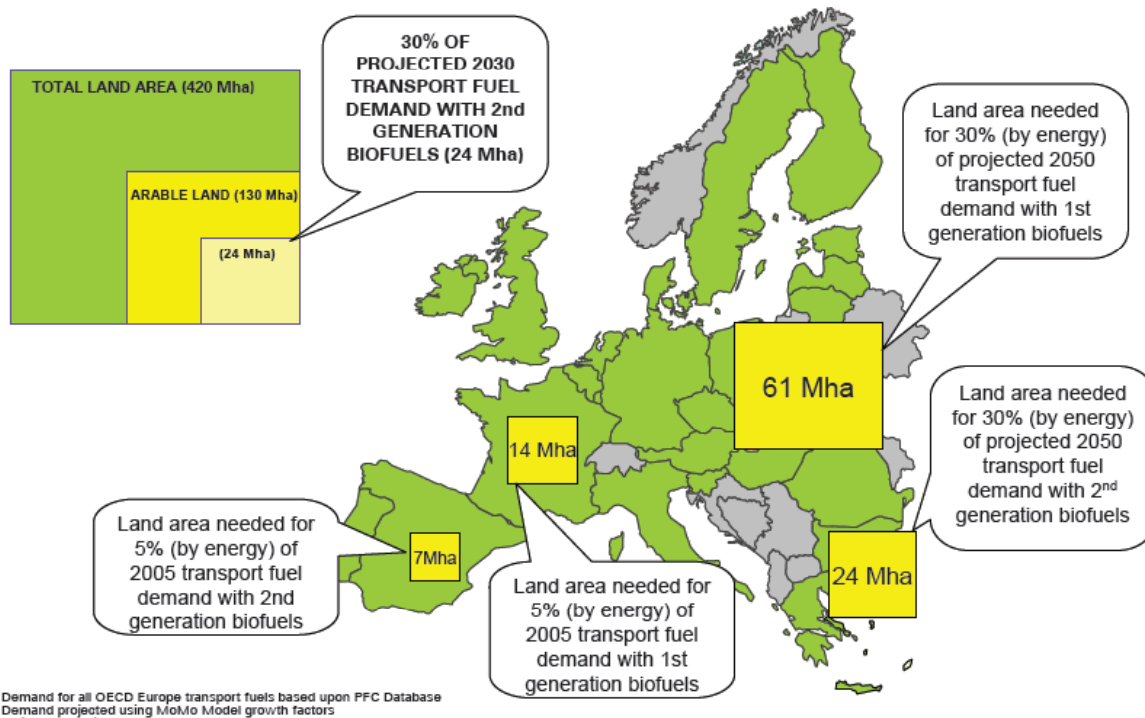 TOTAL LAND AREA (420 Mha)
ARABLE LAND (130 Mha)
(24 Mha)
30% OF
PROJECTED 2030
TRANSPORT FUEL
DEMAND WITH 2nd
GENERATION
BIOFUELS (24 Mha)
Land area needed
for 30% (by energy)
of projected 2050
transport fuel
demand with 1st
generation biofuels
61 Mha
Land area needed
for 30% (by energy)
of projected 2050
transport fuel
demand with 2nd
generation biofuels
24 Mha
14 Mha
7Mha
Land area needed for
5% (by energy) of
2005 transport fuel
demand with 2nd
generation biofuels
Land area needed for
5% (by energy) of
2005 transport fuel
demand with 1st
generation biofuels
Demand for all OECD Europe transport fuels based upon PFC Database
Demand projected using MoMo Model growth factors